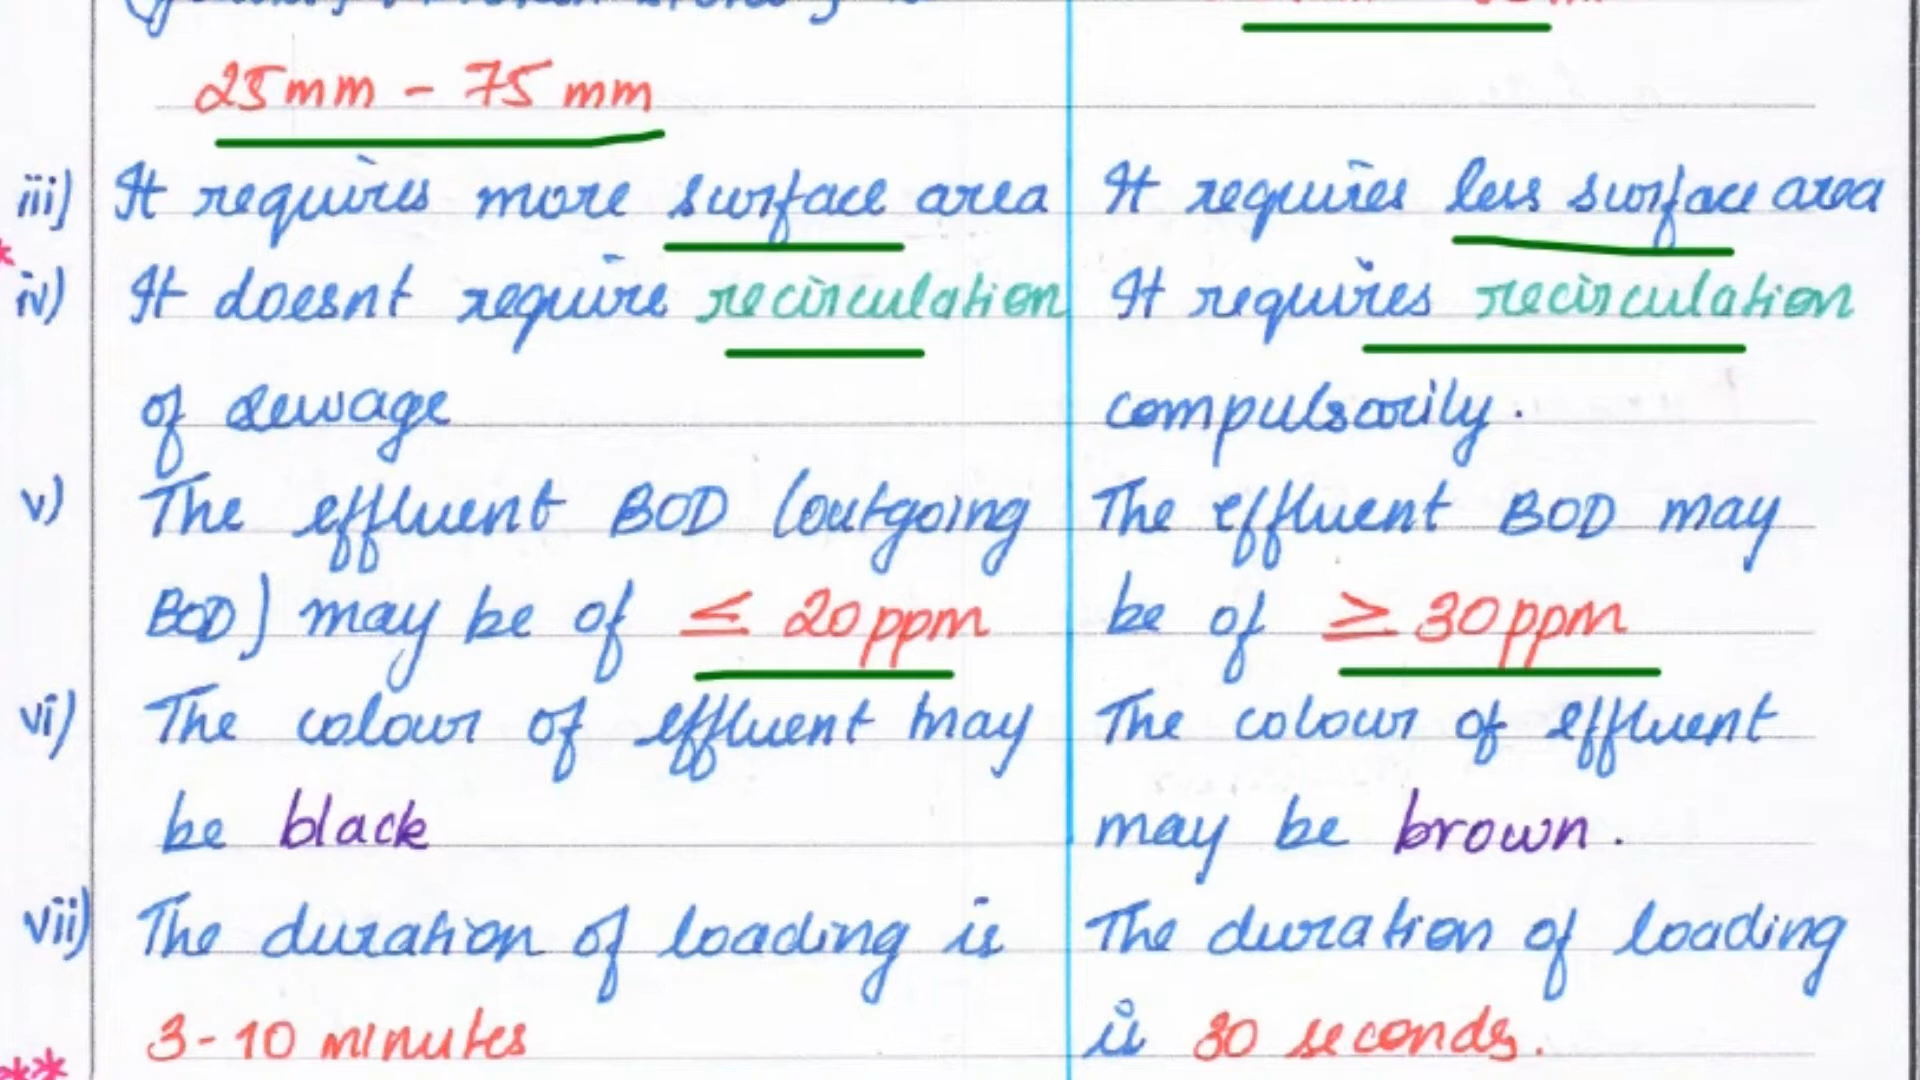 25mm - 75 mm
iii) It requires more surface area
It requires less surface area
iv) It doesnt require recirculation
of sewage
It requires recirculation
compulsorily.
v) The effluent BOD (outgoing
BOD) may be of ≤ 20ppm
The effluent BOD may
be of ≥ 30ppm
vi) The colour of effluent may
be black
The colour of effluent
may be brown.
vii) The duration of loading is
3-10 minutes
The duration of loading
is 30 seconds.